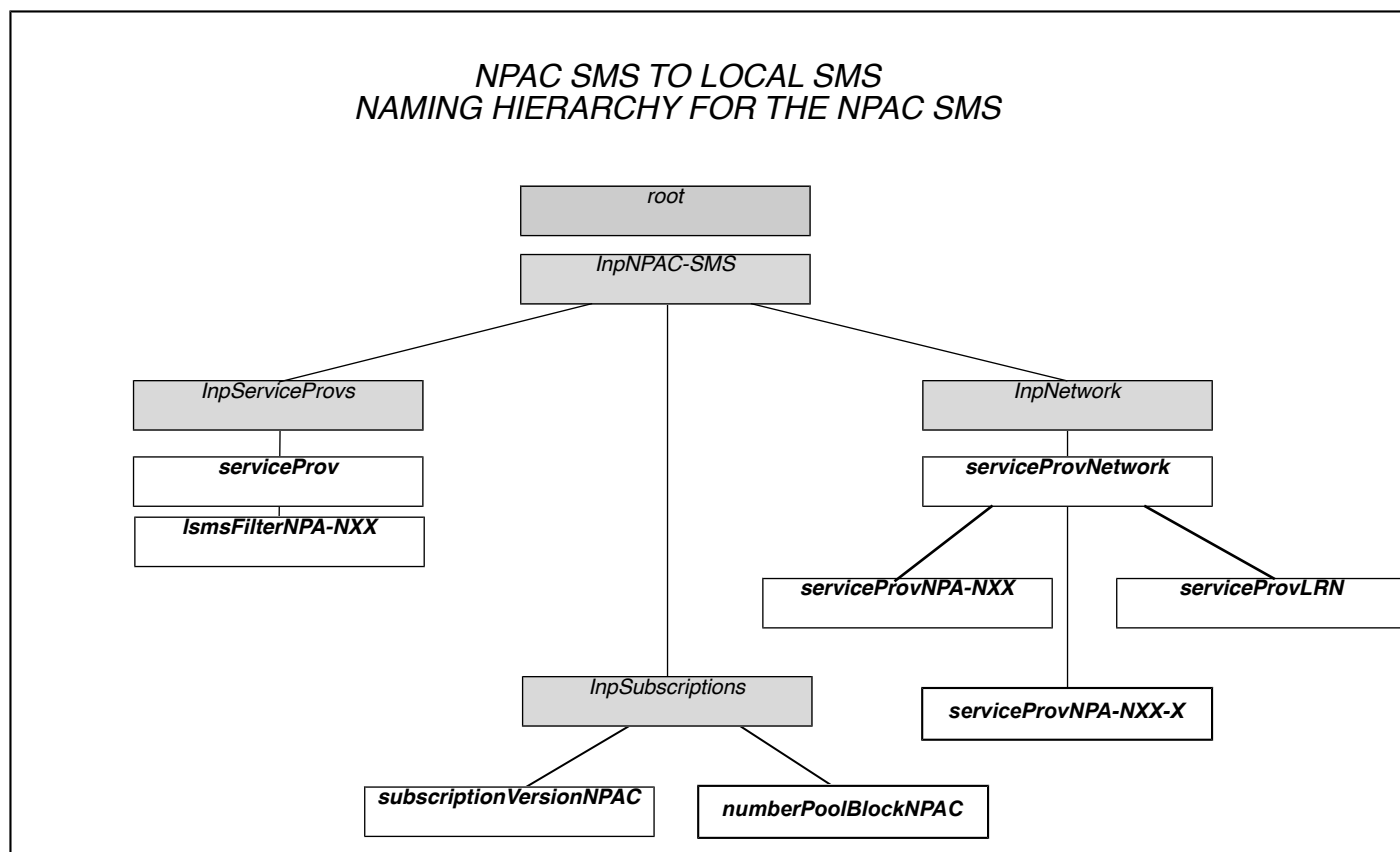 NPAC SMS TO LOCAL SMS
NAMING HIERARCHY FOR THE NPAC SMS
root
lnpNPAC-SMS
lnpServiceProvs
lnpNetwork
serviceProv
serviceProvNetwork
lsmsFilterNPA-NXX
serviceProvNPA-NXX
serviceProvLRN
lnpSubscriptions
serviceProvNPA-NXX-X
subscriptionVersionNPAC
numberPoolBlockNPAC